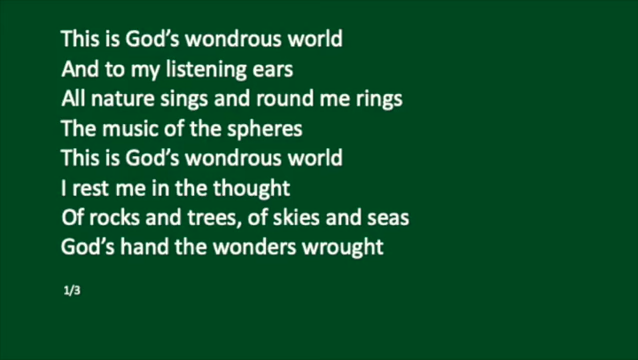 This is God's wondrous world
And to my listening ears
All nature sings and round me rings
The music of the spheres
This is God's wondrous world
I rest me in the thought
Of rocks and trees, of skies and seas
God's hand the wonders wrought
1/3